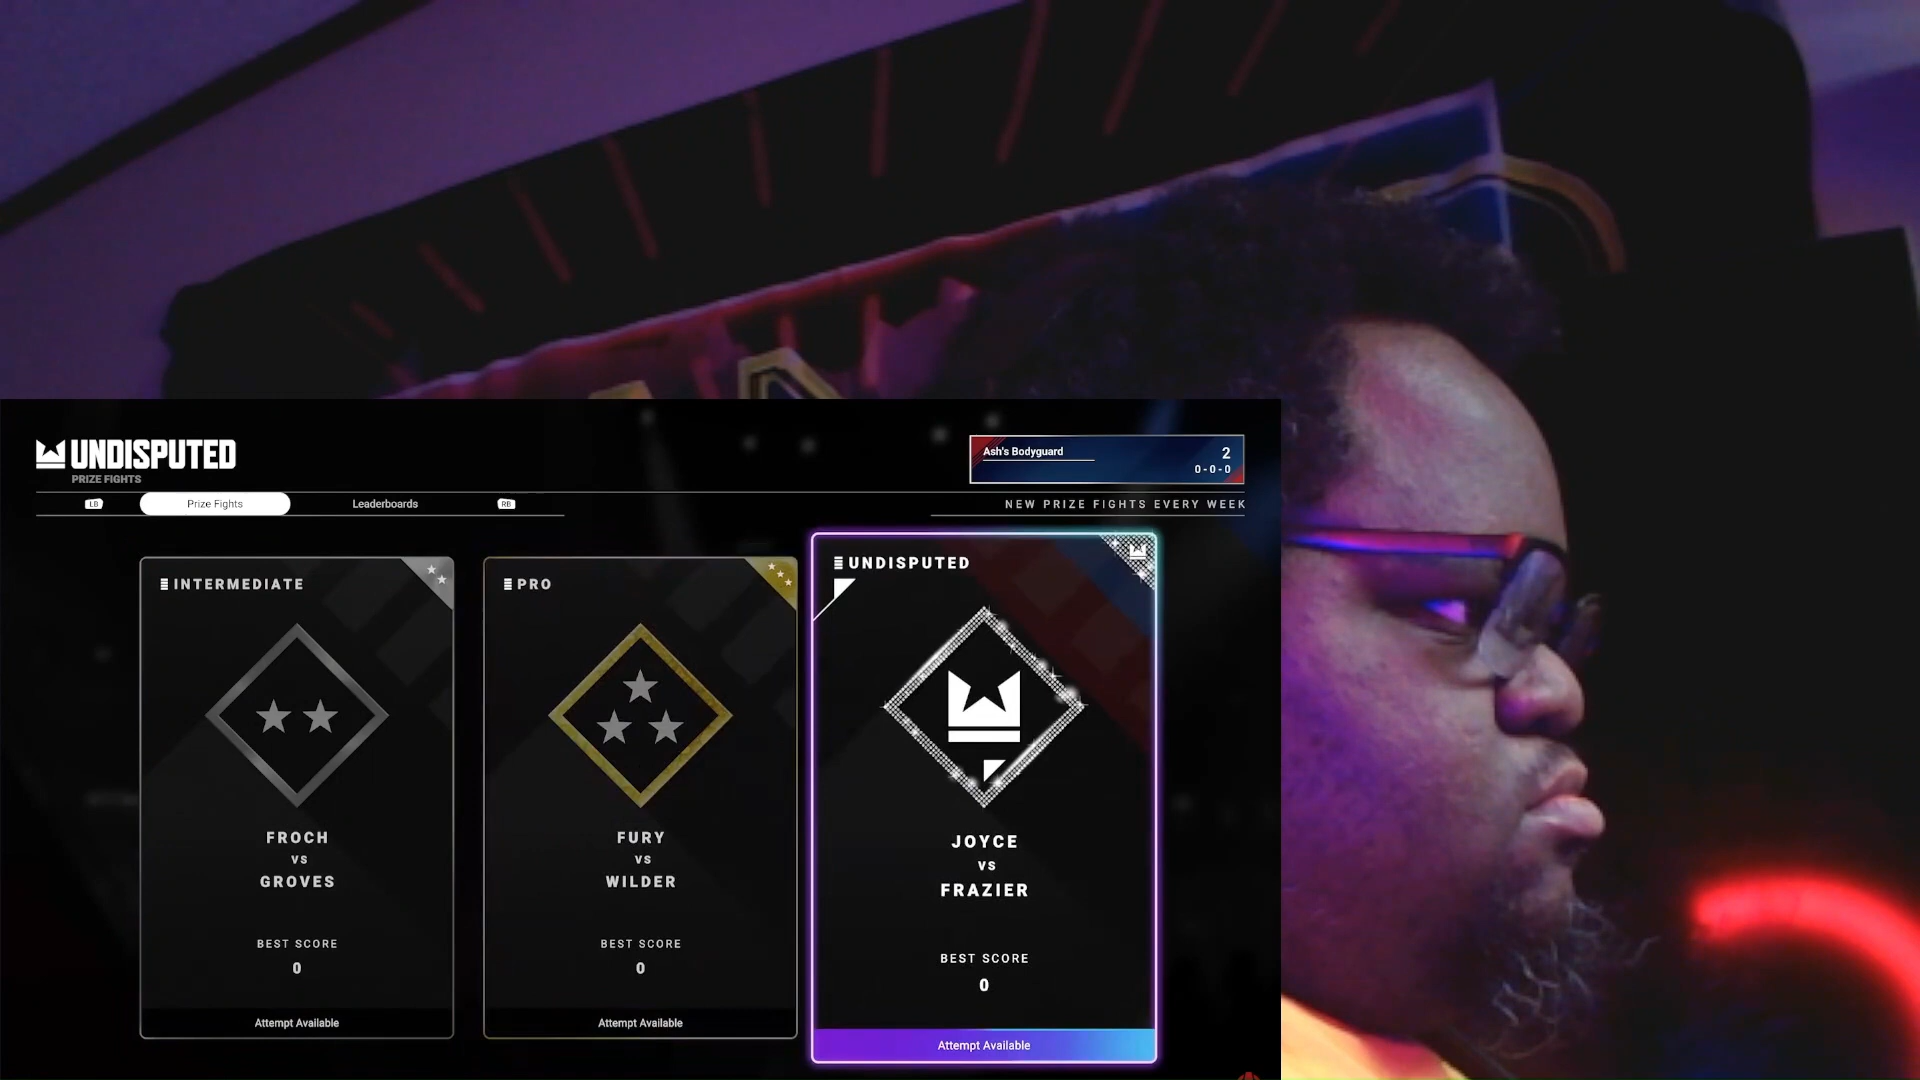 UNDISPUTED
PRIZE FIGHTS
Ash's Bodyguard
2
0-0-0
LB
Prize Fights
Leaderboards
RB
NEW PRIZE FIGHTS EVERY WEEK
INTERMEDIATE
FROCH
VS
GROVES
BEST SCORE
0
Attempt Available
PRO
FURY
VS
WILDER
BEST SCORE
0
Attempt Available
UNDISPUTED
JOYCE
VS
FRAZIER
BEST SCORE
0
Attempt Available